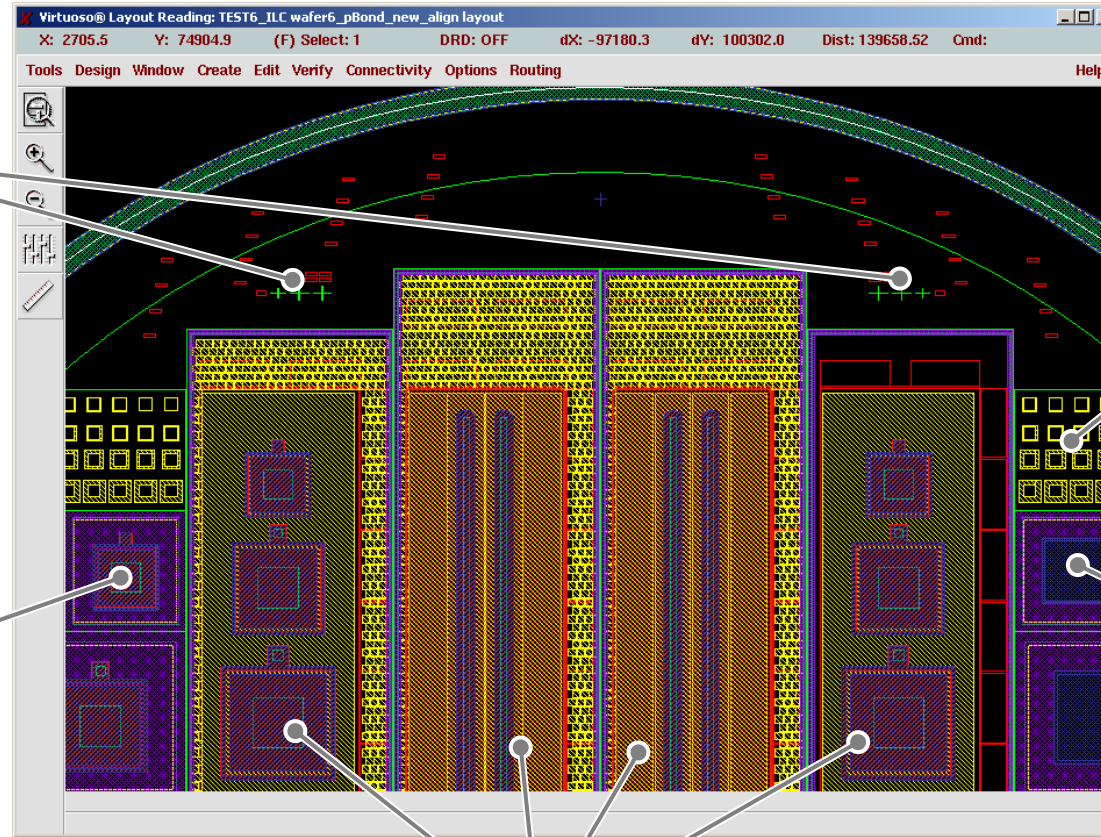 Virtuoso® Layout Reading: TEST6_ILC wafer6_pBond_new_align layout
X: 2705.5 Y: 74904.9 (F) Select: 1 DRD: OFF dX: -97180.3 dY: 100302.0 Dist: 139658.52 Cmd:
Tools Design Window Create Edit Verify Connectivity Options Routing Help